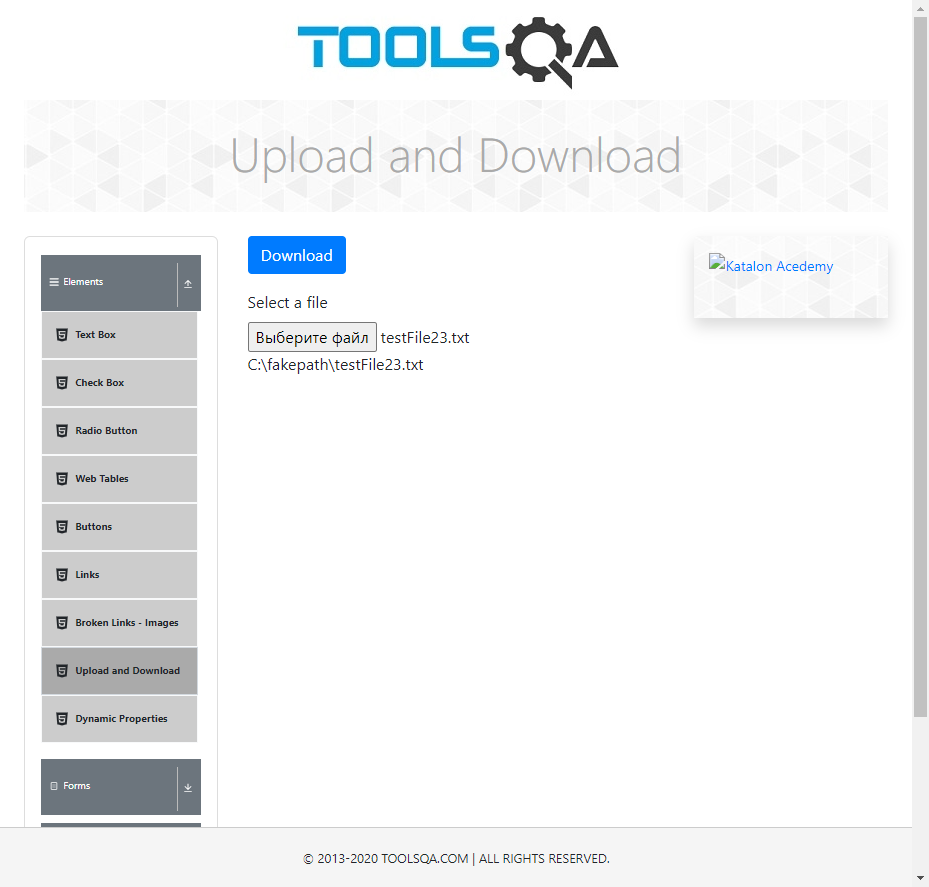 TOOLSQA
Upload and Download
Elements
Text Box
Check Box
Radio Button
Web Tables
Buttons
Links
Broken Links - Images
Upload and Download
Dynamic Properties
Forms
Download
Select a file
Выберите файл testFile23.txt
C:\fakepath\testFile23.txt
Katalon Acedemy
© 2013-2020 TOOLSQA.COM | ALL RIGHTS RESERVED.